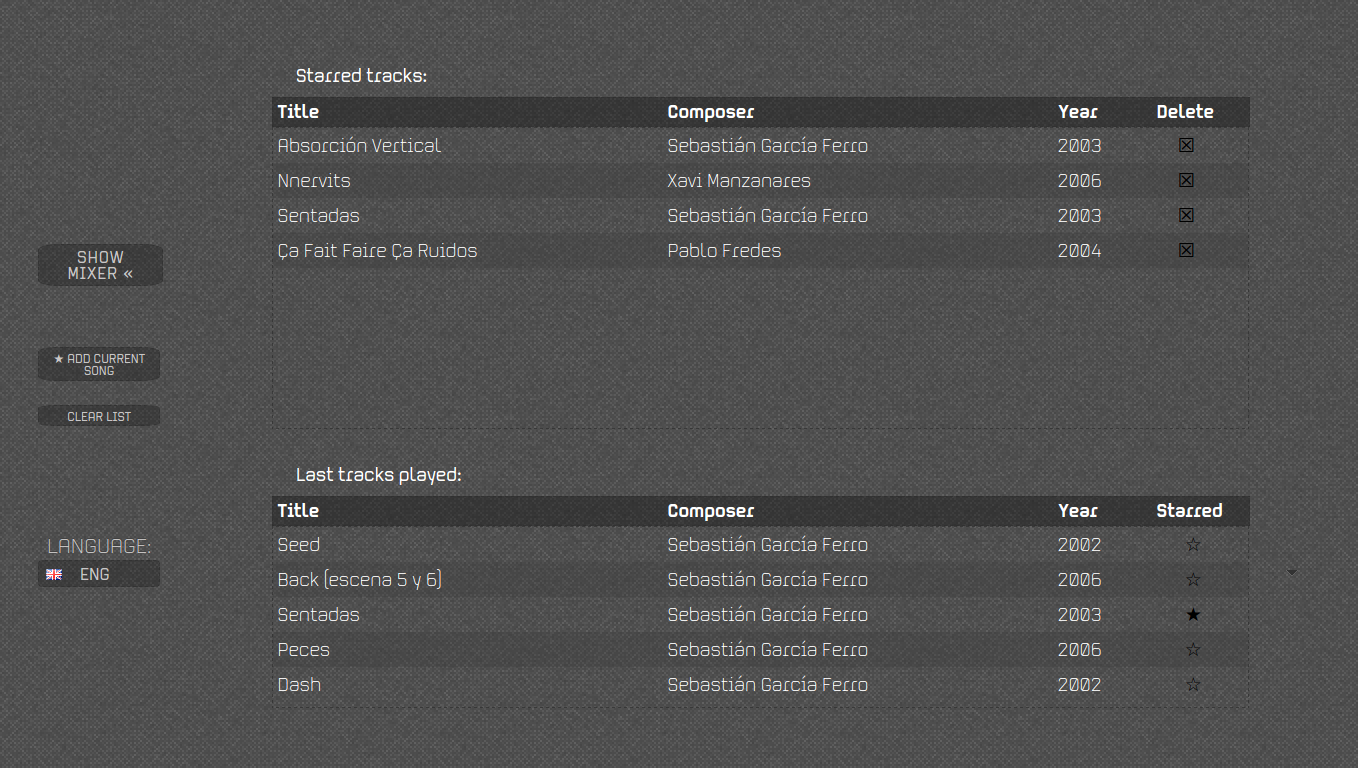 Starred tracks:
Title Composer Year Delete
Absorción Vertical Sebastián García Ferro 2003 ☒
Nnervits Xavi Manzanares 2006 ☒
Sentadas Sebastián García Ferro 2003 ☒
Ça Fait Faire Ça Ruidos Pablo Fredes 2004 ☒
SHOW
MIXER «
★ ADD CURRENT
SONG
CLEAR LIST
Last tracks played:
Title Composer Year Starred
Seed Sebastián García Ferro 2002 ☆
Back (escena 5 y 6) Sebastián García Ferro 2006 ☆
Sentadas Sebastián García Ferro 2003 ★
Peces Sebastián García Ferro 2006 ☆
Dash Sebastián García Ferro 2002 ☆
LANGUAGE:
ENG